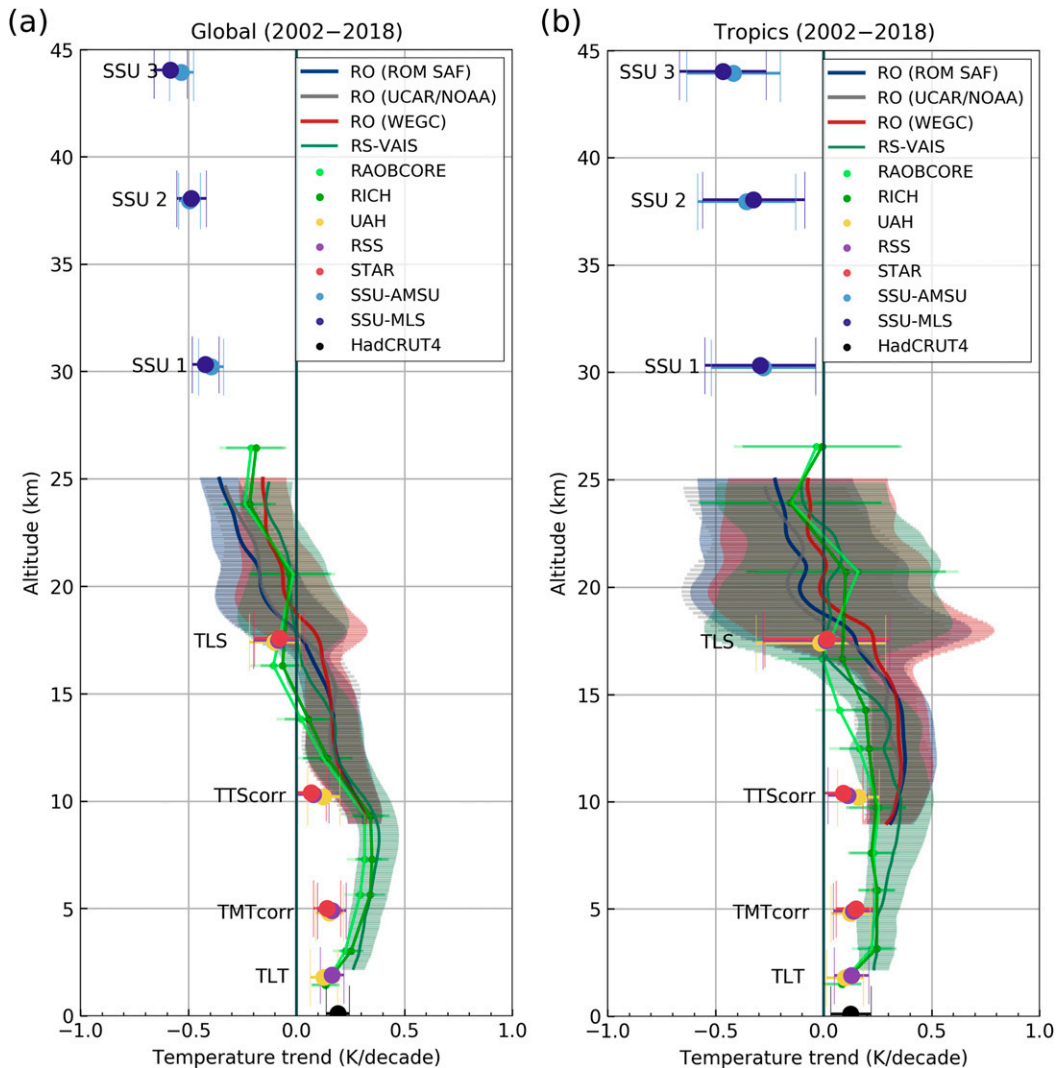 (a)
Global (2002−2018)
45
40
35
30
25
20
15
10
5
0
Altitude (km)
SSU 3
SSU 2
SSU 1
TLS
TTScorr
TMTcorr
TLT
RO (ROM SAF)
RO (UCAR/NOAA)
RO (WEGC)
RS-VAIS
RAOBCORE
RICH
UAH
RSS
STAR
SSU-AMSU
SSU-MLS
HadCRUT4
−1.0 −0.5 0.0 0.5 1.0
Temperature trend (K/decade)
(b)
Tropics (2002−2018)
45
40
35
30
25
20
15
10
5
0
Altitude (km)
SSU 3
SSU 2
SSU 1
TLS
TTScorr
TMTcorr
TLT
RO (ROM SAF)
RO (UCAR/NOAA)
RO (WEGC)
RS-VAIS
RAOBCORE
RICH
UAH
RSS
STAR
SSU-AMSU
SSU-MLS
HadCRUT4
−1.0 −0.5 0.0 0.5 1.0
Temperature trend (K/decade)